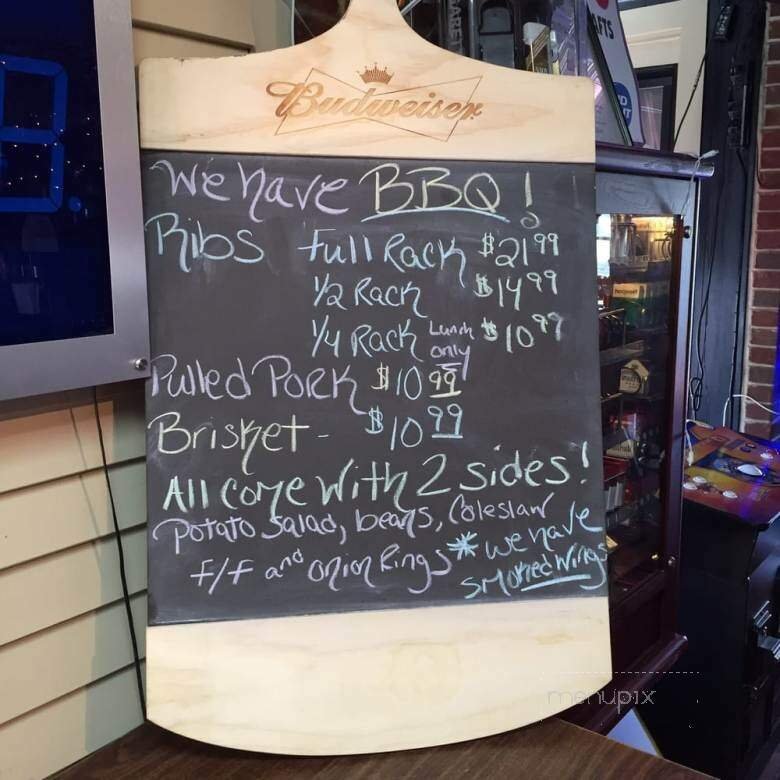 Budweiser
We have BBQ!
Ribs Full Rack $21 99
1/2 Rack $14 99
1/4 Rack Lunch only $10 99
Pulled Pork $10 99
Brisket - $10 99
All come with 2 sides!
Potato salad, beans, Coleslaw
f/f and onion Rings
* we have
smoked wings
menupix